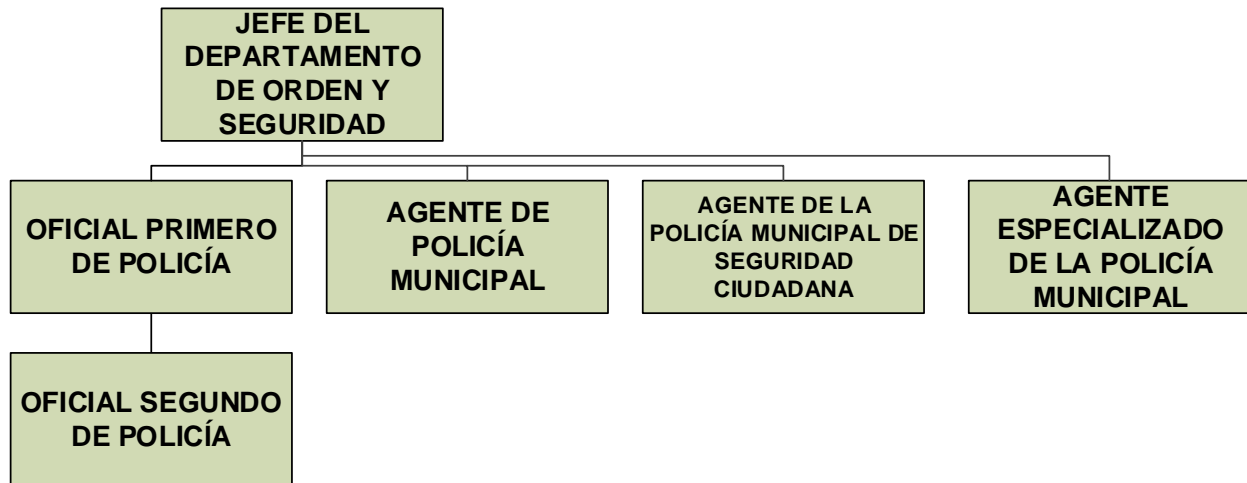 JEFE DEL
DEPARTAMENTO
DE ORDEN Y
SEGURIDAD
OFICIAL PRIMERO
DE POLICÍA
AGENTE DE
POLICÍA
MUNICIPAL
AGENTE DE LA
POLICÍA MUNICIPAL DE
SEGURIDAD
CIUDADANA
AGENTE
ESPECIALIZADO
DE LA POLICÍA
MUNICIPAL
OFICIAL SEGUNDO
DE POLICÍA